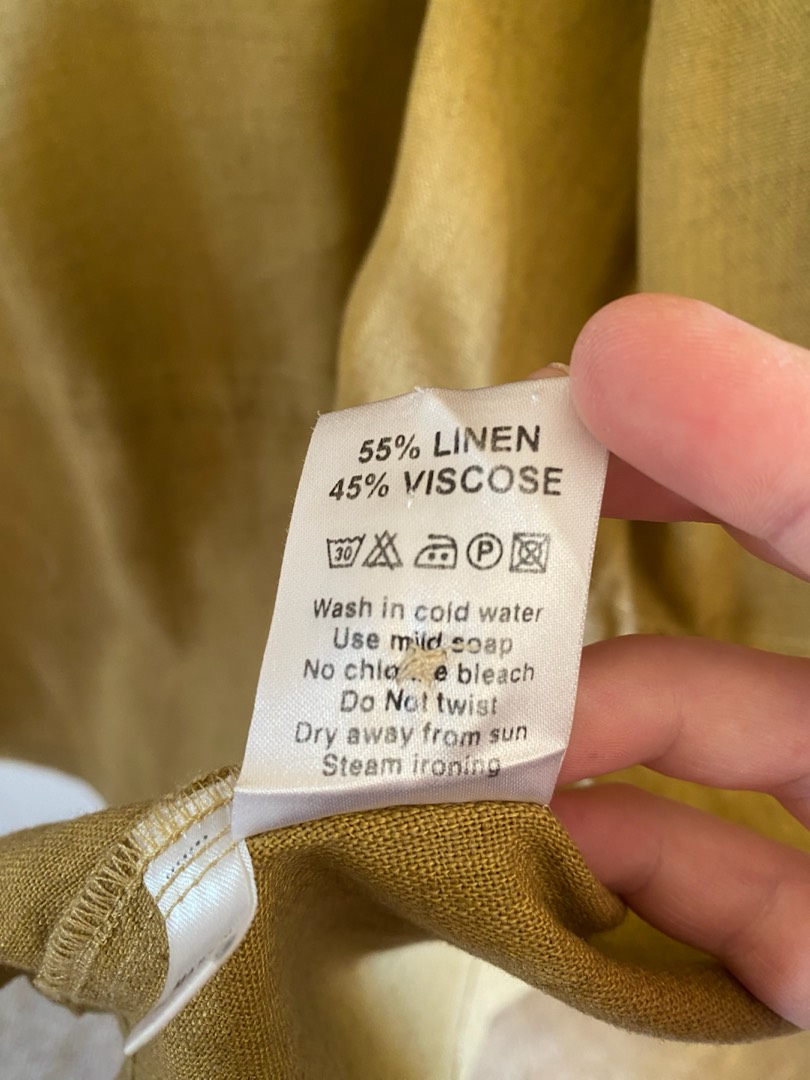 55% LINEN
45% VISCOSE
30 P
Wash in cold water
Use mild soap
No bleach
Do Not twist
Dry away from sun
Steam ironing